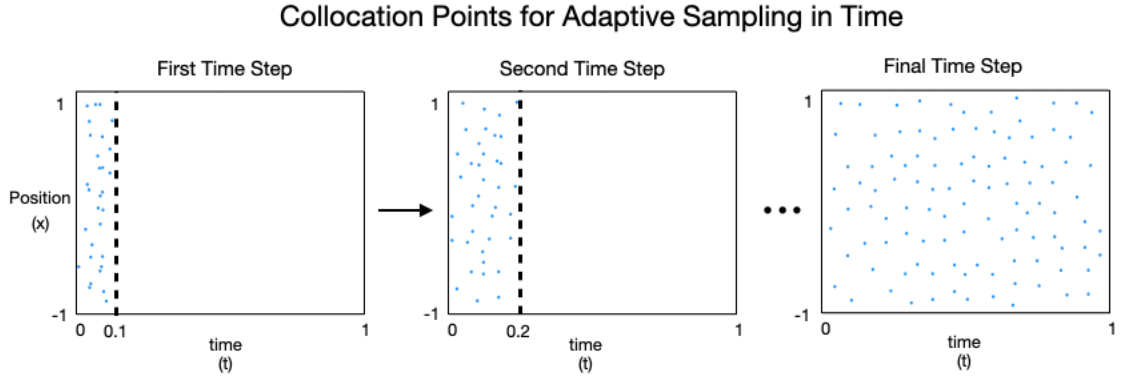 Collocation Points for Adaptive Sampling in Time
First Time Step
Second Time Step
Final Time Step
Position
(x)
1
-1
0
0.1
1
time
(t)
1
-1
0
0.2
1
time
(t)
1
-1
0
1
time
(t)